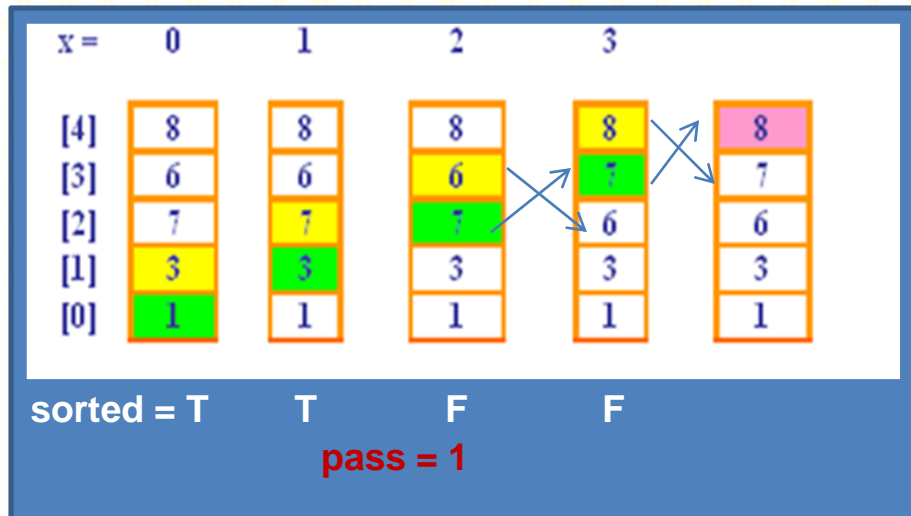 x = 0 1 2 3
[4] 8 8 8 8 8
[3] 6 6 6 7 7
[2] 7 7 7 6 6
[1] 3 3 3 3 3
[0] 1 1 1 1 1
sorted = T T F F
pass = 1